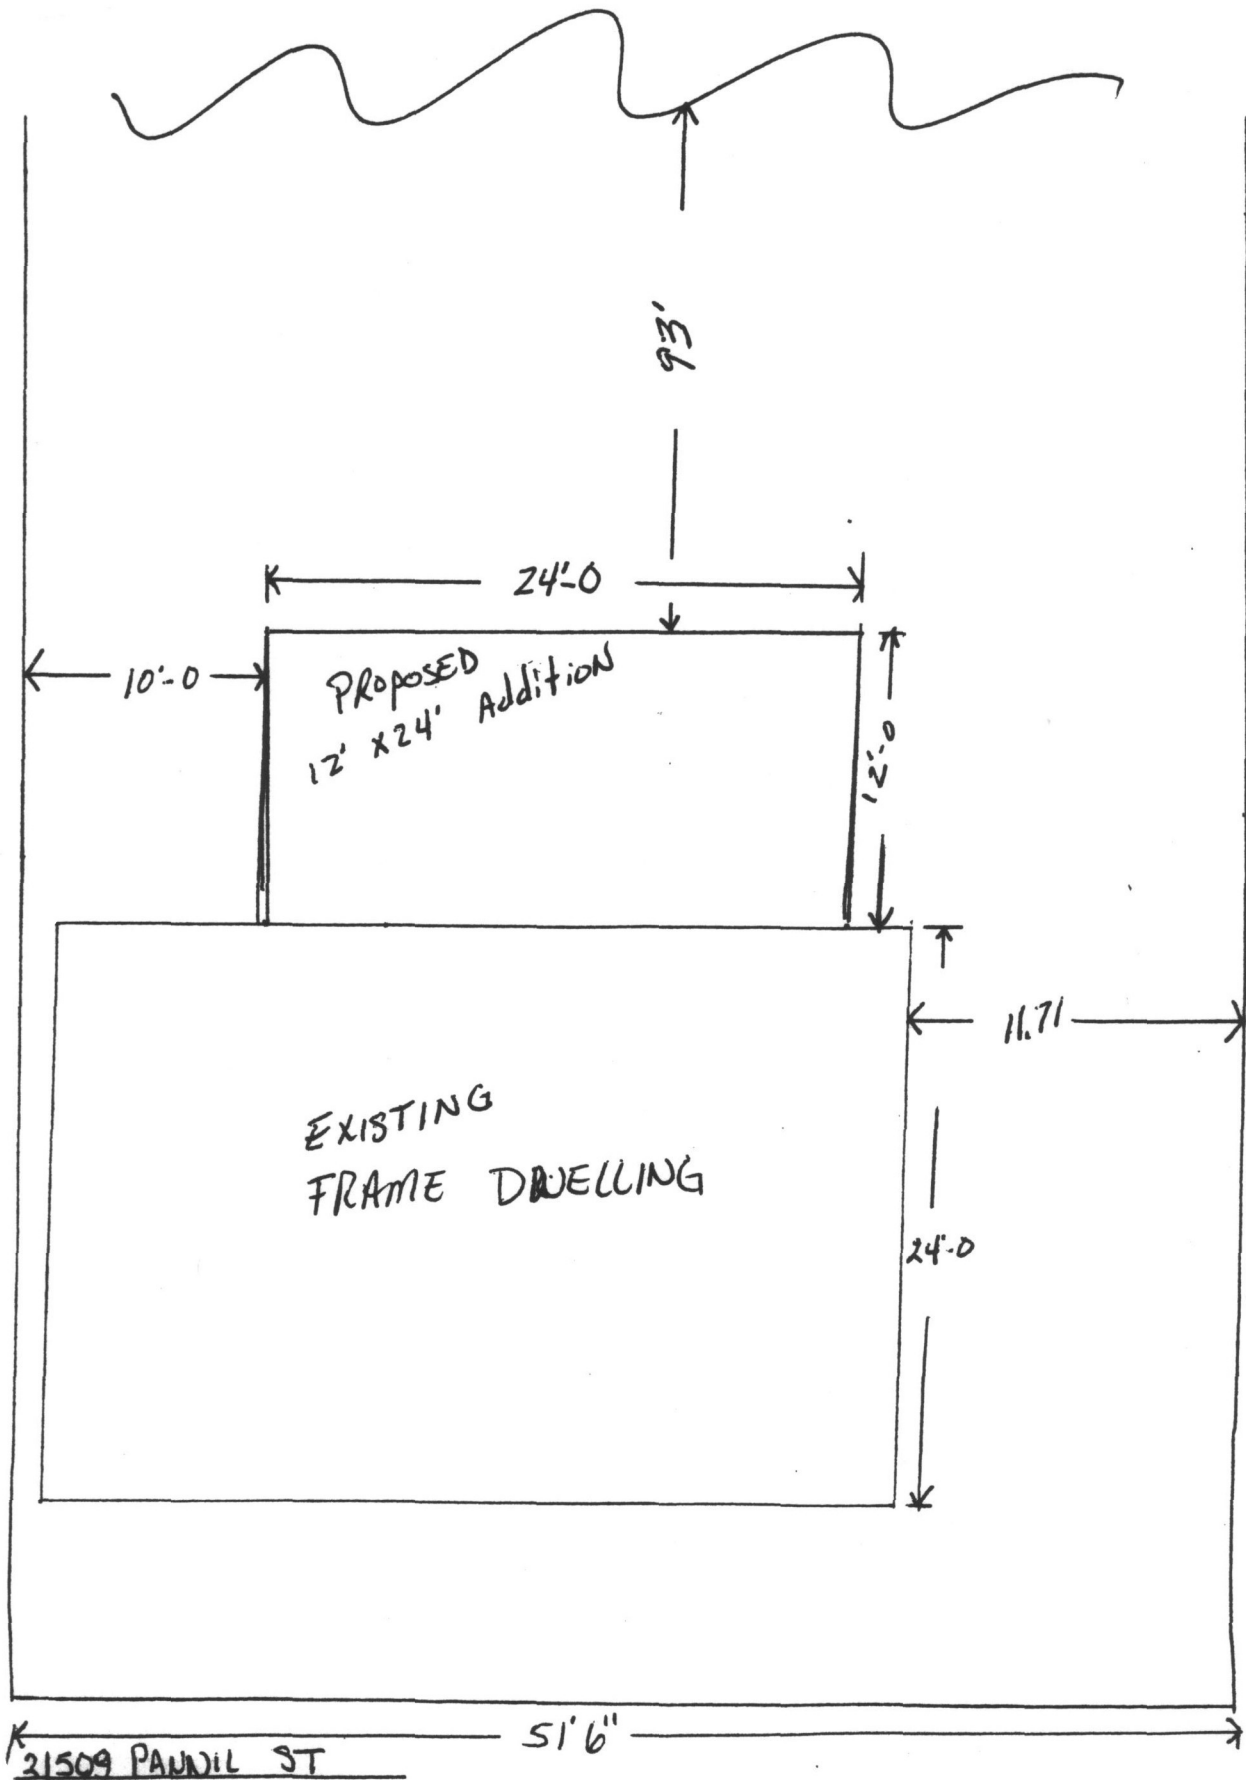 93'
24'-0
10'-0
PROPOSED
12' X 24' Addition
12'-0
11.71
EXISTING
FRAME DWELLING
24'-0
51'6"
21509 PANNIL ST